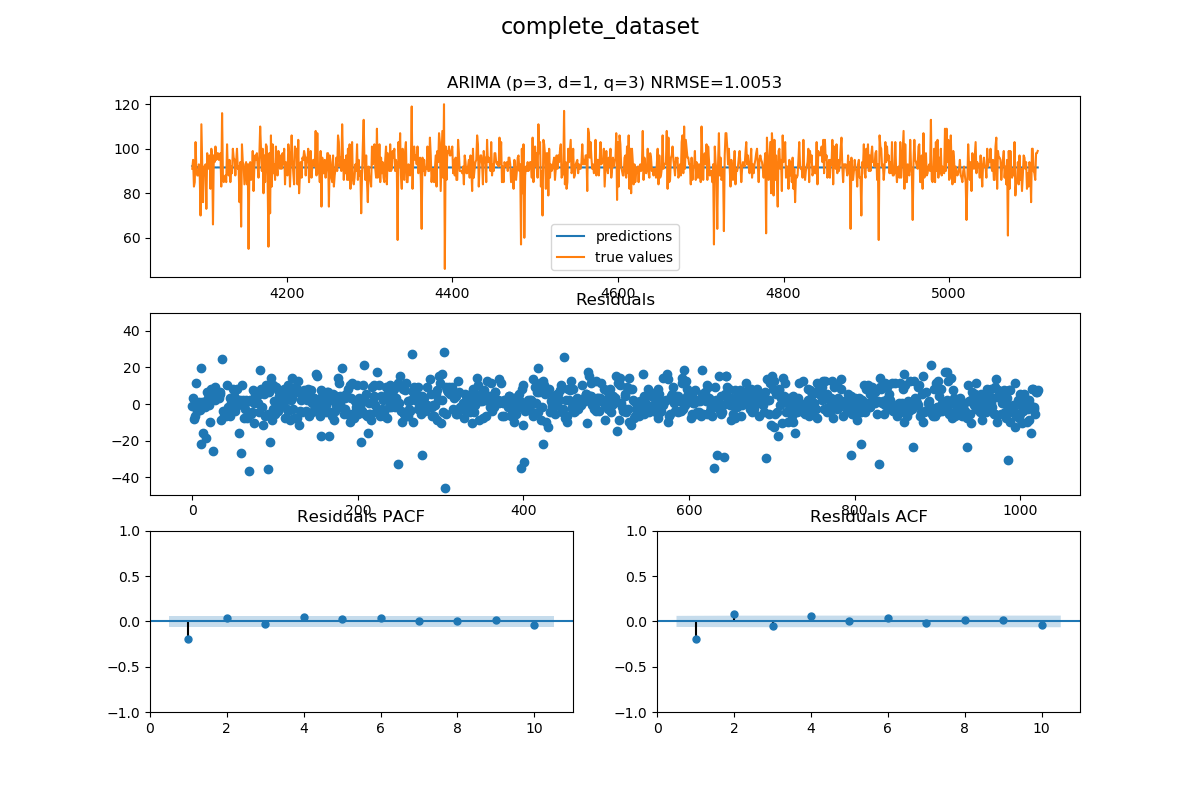 complete_dataset
ARIMA (p=3, d=1, q=3) NRMSE=1.0053
120
100
80
60
predictions
true values
4200 4400 4600 4800 5000
Residuals
40
20
0
−20
−40
0 200 400 600 800 1000
Residuals PACF
1.0
0.5
0.0
−0.5
−1.0
0 2 4 6 8 10
Residuals ACF
1.0
0.5
0.0
−0.5
−1.0
0 2 4 6 8 10